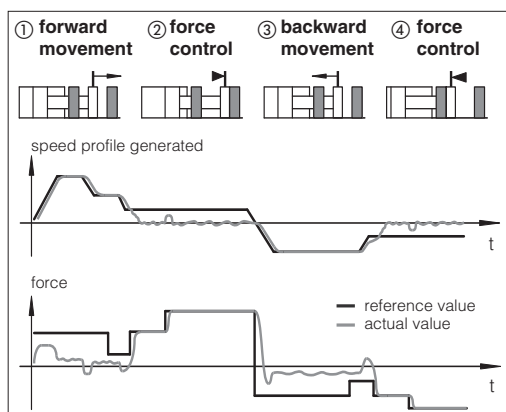 ① forward movement
② force control
③ backward movement
④ force control
speed profile generated
t
force
reference value
actual value
t